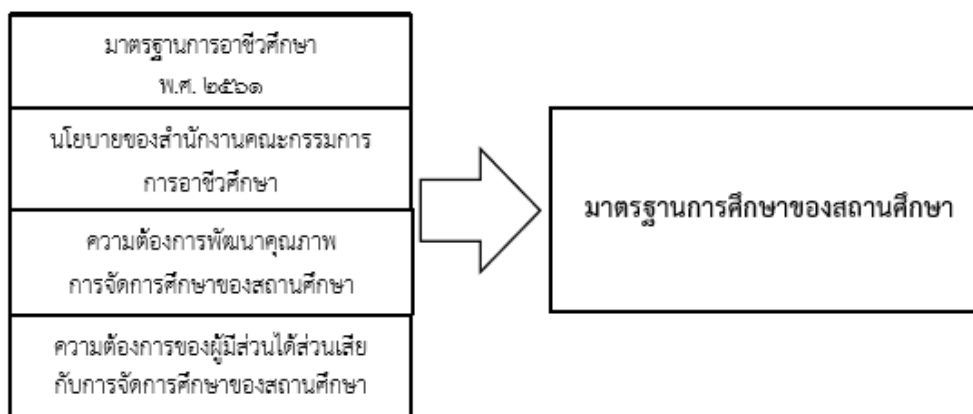 มาตรฐานการอาชีวศึกษา
พ.ศ. ๒๕๖๑
นโยบายของสำนักงานคณะกรรมการ
การอาชีวศึกษา
ความต้องการพัฒนาคุณภาพ
การจัดการศึกษาของสถานศึกษา
ความต้องการของผู้มีส่วนได้ส่วนเสีย
กับการจัดการศึกษาของสถานศึกษา
มาตรฐานการศึกษาของสถานศึกษา